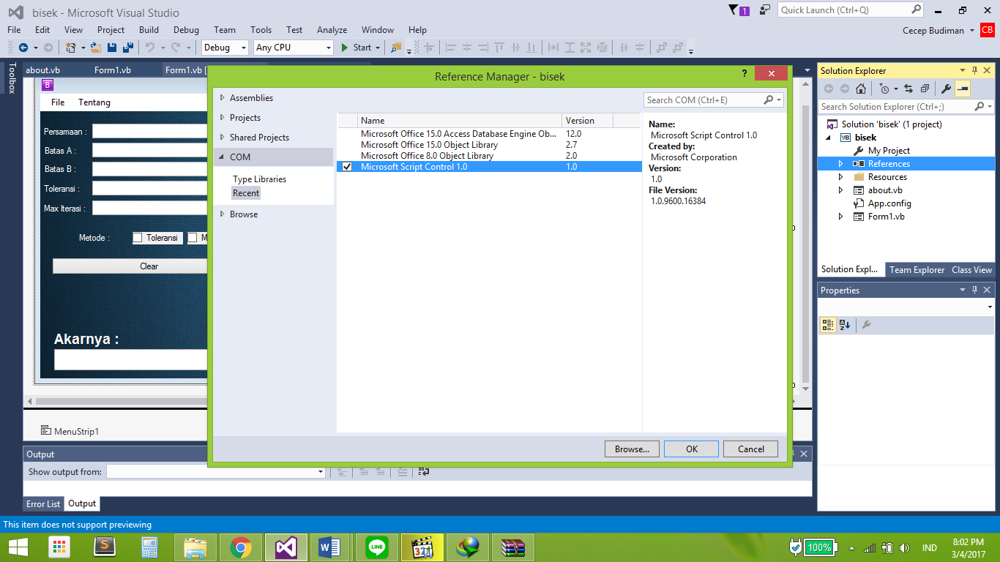 bisek - Microsoft Visual Studio
1
Quick Launch (Ctrl+Q)
File Edit View Project Build Debug Team Tools Test Analyze Window Help
Cecep Budiman CB
Debug Any CPU Start
Toolbox
about.vb Form1.vb Form1.vb [
B
File Tentang
Persamaan :
Batas A :
Batas B :
Toleransi :
Max Iterasi :
Metode : Toleransi M
Clear
Akarnya :
MenuStrip1
Reference Manager - bisek
?
Assemblies
Projects
Shared Projects
COM
Type Libraries
Recent
Browse
Search COM (Ctrl+E)
Name Version
Microsoft Office 15.0 Access Database Engine Ob... 12.0
Microsoft Office 15.0 Object Library 2.7
Microsoft Office 8.0 Object Library 2.0
Microsoft Script Control 1.0 1.0
Name:
Microsoft Script Control 1.0
Created by:
Microsoft Corporation
Version:
1.0
File Version:
1.0.9600.16384
Browse... OK Cancel
Solution Explorer
Search Solution Explorer (Ctrl+;)
Solution 'bisek' (1 project)
VB bisek
My Project
References
Resources
about.vb
App.config
Form1.vb
Solution Expl... Team Explorer Class View
Properties
Output
Show output from:
Error List Output
This item does not support previewing
S
W
LINE
321
100%
IND
8:02 PM
3/4/2017